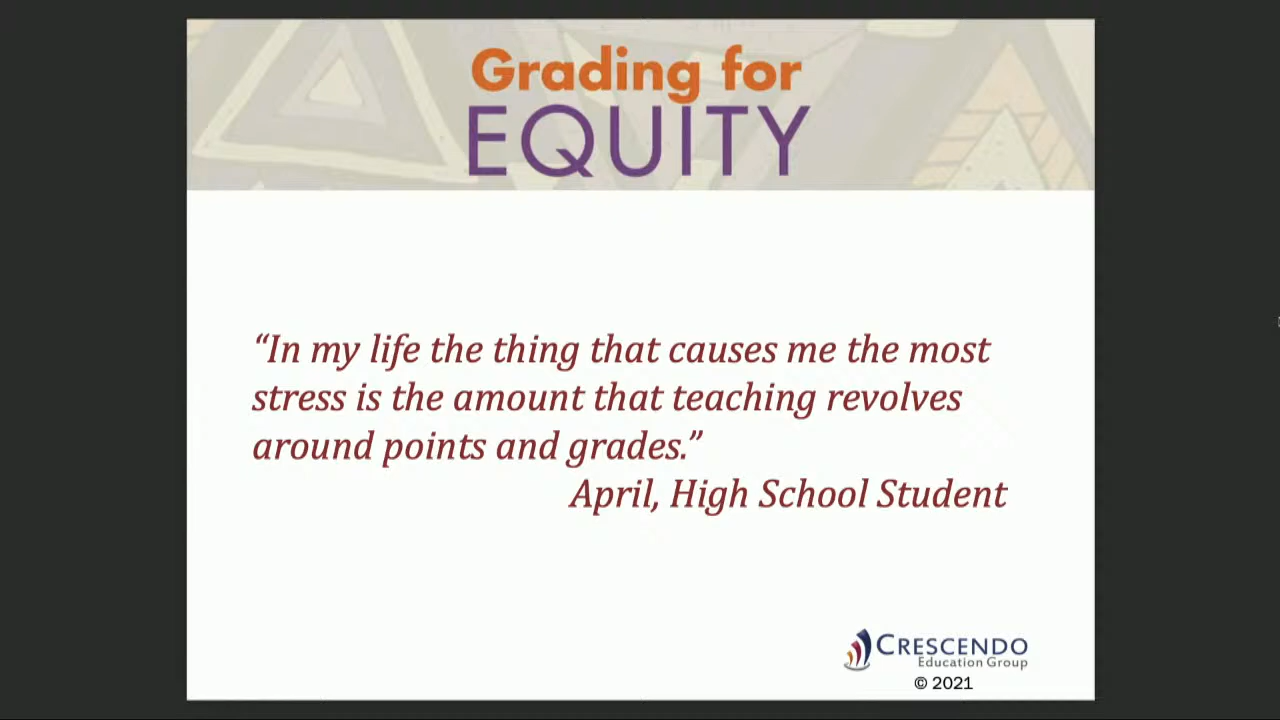 Grading for
EQUITY
“In my life the thing that causes me the most
stress is the amount that teaching revolves
around points and grades.”
April, High School Student
CRESCENDO
Education Group
© 2021